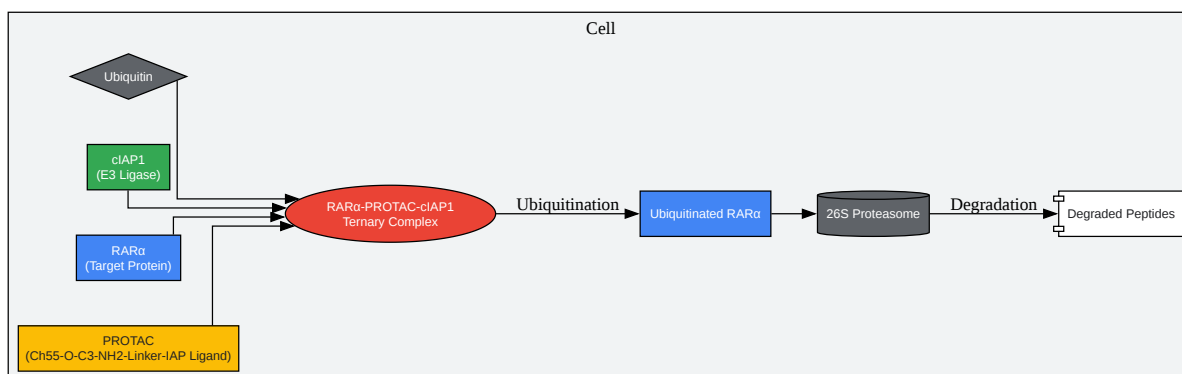 Cell
Ubiquitin
cIAP1
(E3 Ligase)
RARα
(Target Protein)
PROTAC
(Ch55-O-C3-NH2-Linker-IAP Ligand)
RARα-PROTAC-cIAP1
Ternary Complex
Ubiquitination
Ubiquitinated RARα
26S Proteasome
Degradation
Degraded Peptides